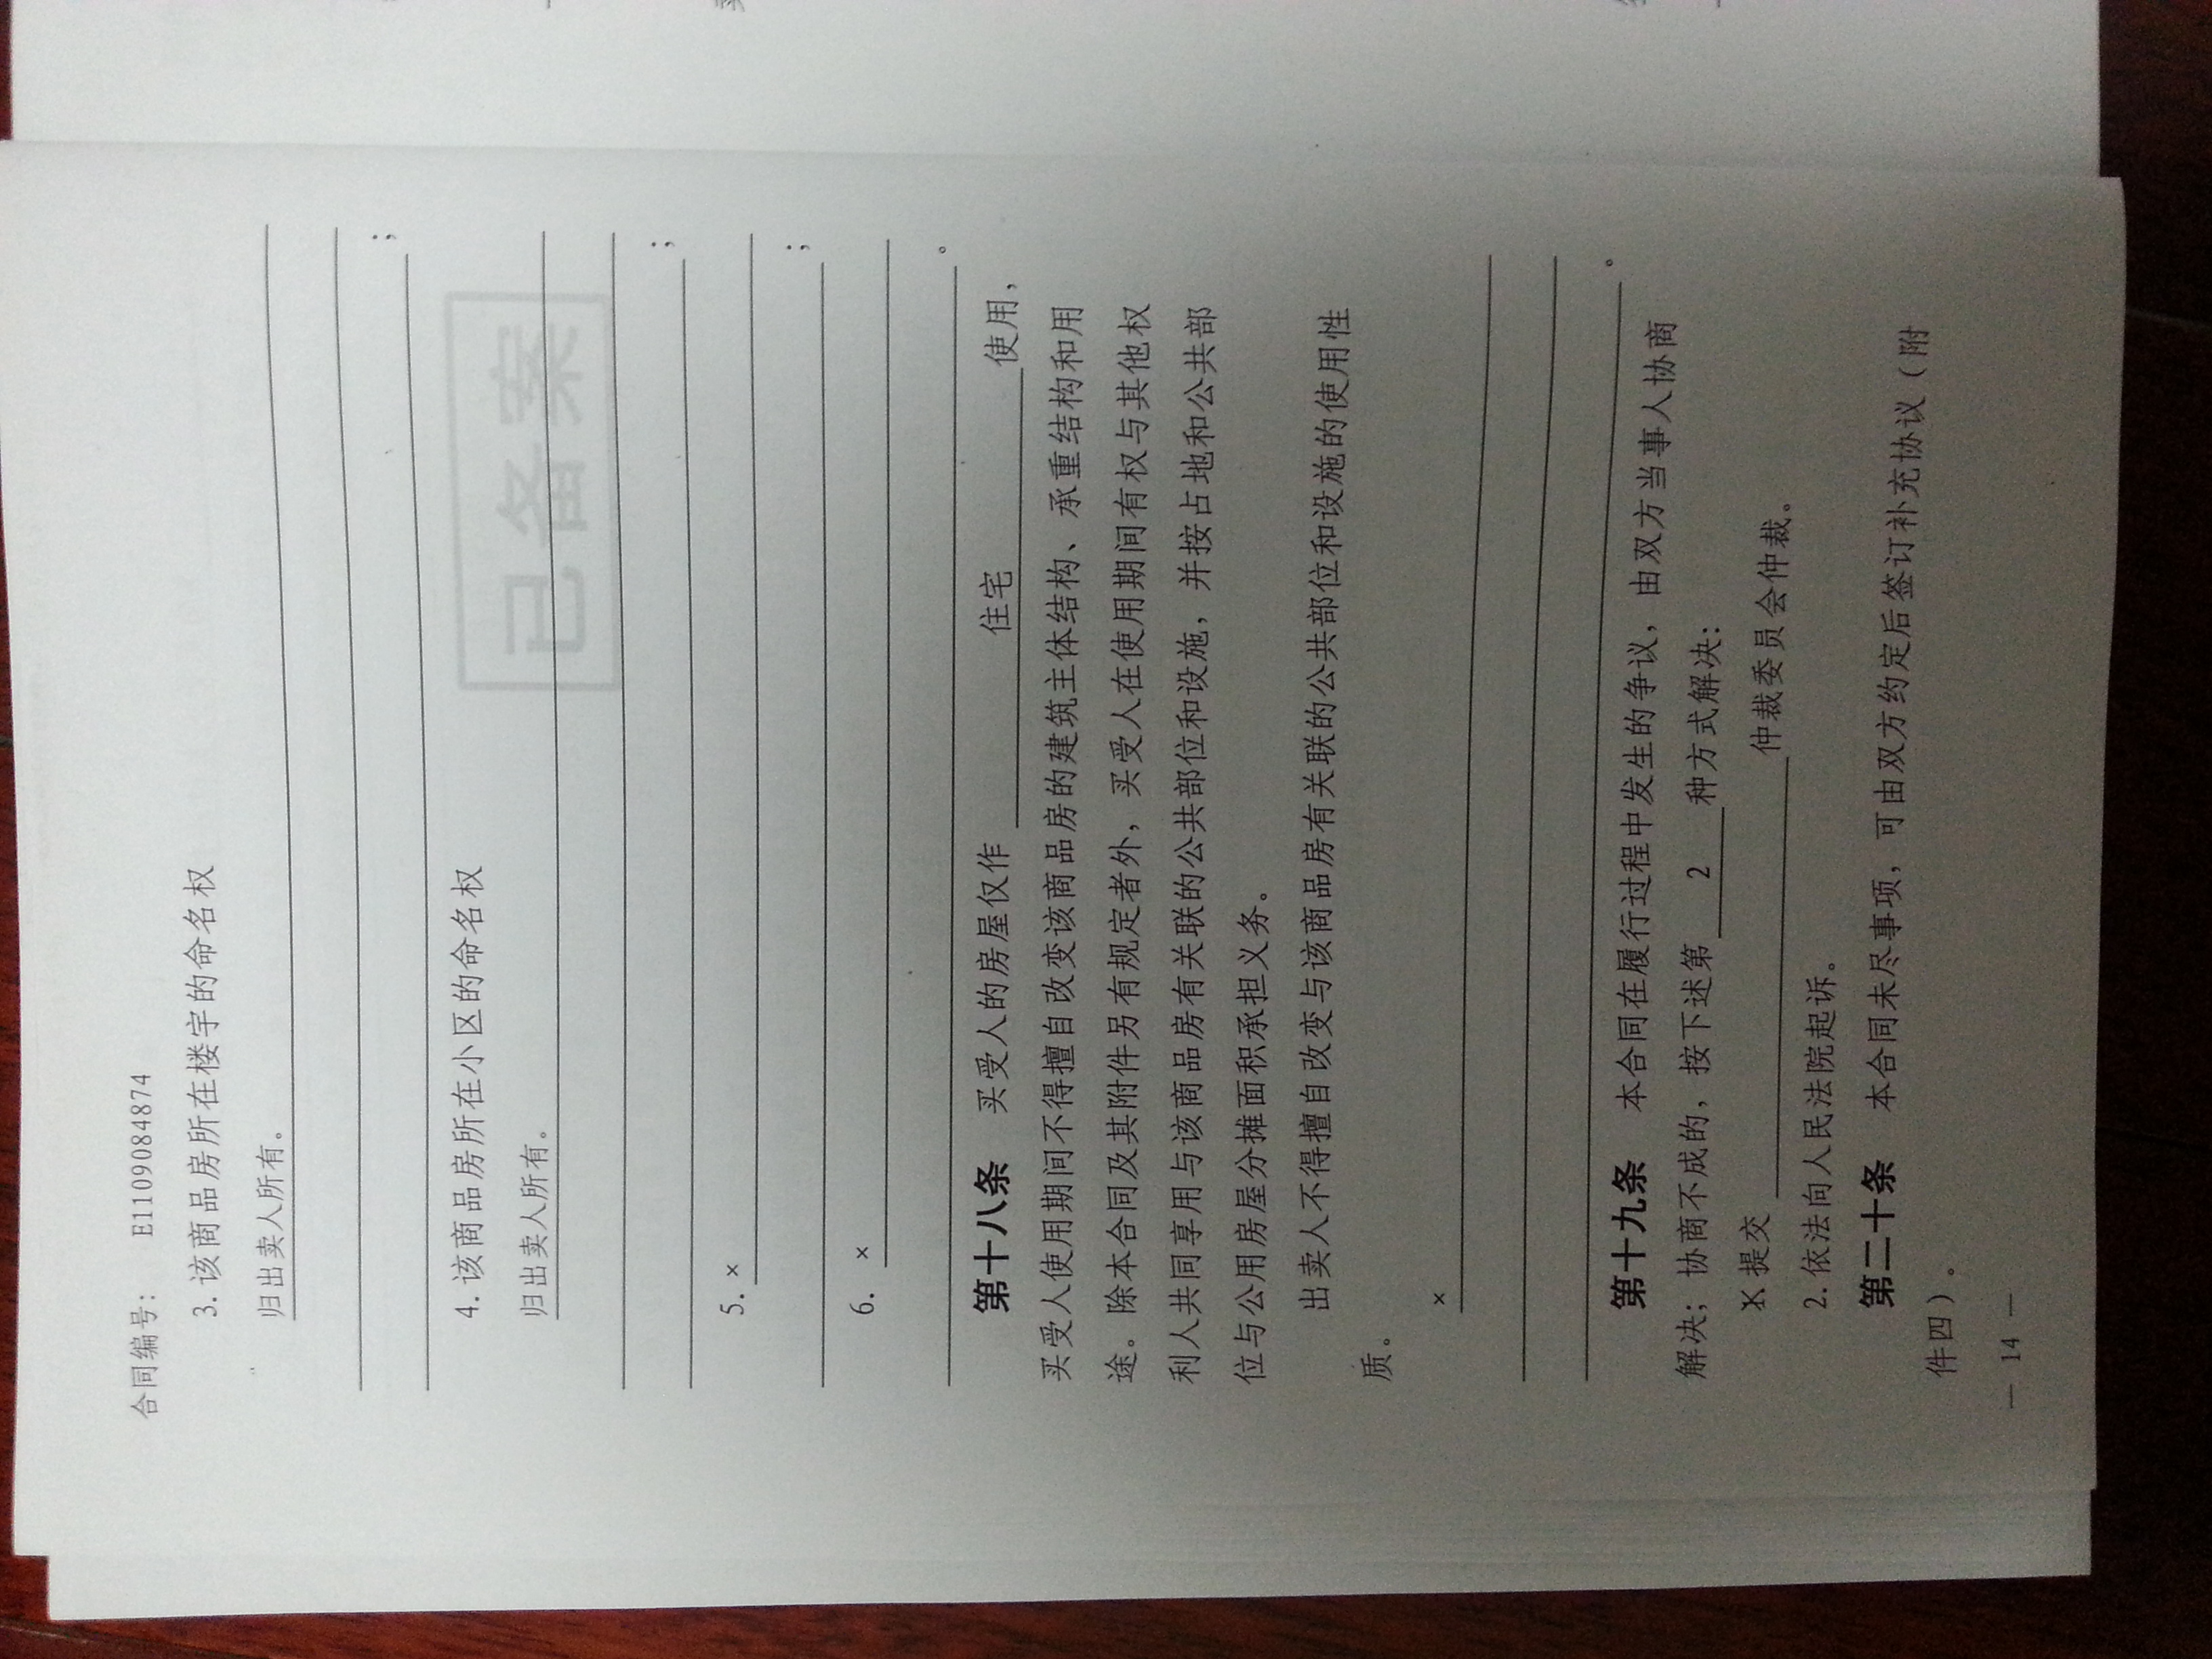 合同编号: E1109084874
3. 该商品房所在楼宇的命名权
归出卖人所有。
;
4. 该商品房所在小区的命名权
归出卖人所有。
;
5. ×
;
6. ×
。
第十八条 买受人的房屋仅作 住宅 使用,
买受人使用期间不得擅自改变该商品房的建筑主体结构、承重结构和用
途。除本合同及其附件另有规定者外,买受人在使用期间有权与其他权
利人共同享用与该商品房有关联的公共部位和设施,并按占地和公共部
位与公用房屋分摊面积承担义务。
出卖人不得擅自改变与该商品房有关联的公共部位和设施的使用性
质。
×
。
第十九条 本合同在履行过程中发生的争议,由双方当事人协商
解决; 协商不成的,按下述第 2 种方式解决:
提交 仲裁委员会仲裁。
2. 依法向人民法院起诉。
第二十条 本合同未尽事项,可由双方约定后签订补充协议 (附
件四) 。
— 14 —
已备案